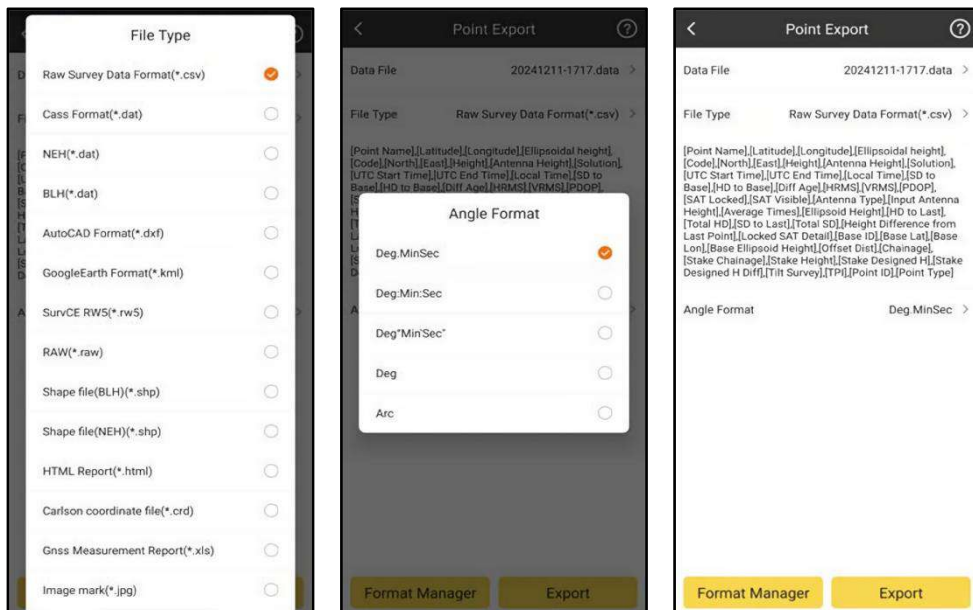 File Type
Raw Survey Data Format(*.csv)
Cass Format(*.dat)
NEH(*.dat)
BLH(*.dat)
AutoCAD Format(*.dxf)
GoogleEarth Format(*.kml)
SurvCE RW5(*.rw5)
RAW(*.raw)
Shape file(BLH)(*.shp)
Shape file(NEH)(*.shp)
HTML Report(*.html)
Carlson coordinate file(*.crd)
Gnss Measurement Report(*.xls)
Image mark(*.jpg)
Point Export
Data File 20241211-1717.data
File Type Raw Survey Data Format(*.csv)
[Point Name],[Latitude],[Longitude],[Ellipsoidal height],
[Code],[North],[East],[Height],[Antenna Height],[Solution],
[UTC Start Time],[UTC End Time],[Local Time],[SD to
Base],[HD to Base],[Diff Age],[HRMS],[VRMS],[PDOP],
Angle Format
Deg.MinSec
Deg:Min:Sec
Deg°Min'Sec"
Deg
Arc
Format Manager Export
Point Export
Data File 20241211-1717.data
File Type Raw Survey Data Format(*.csv)
[Point Name],[Latitude],[Longitude],[Ellipsoidal height],
[Code],[North],[East],[Height],[Antenna Height],[Solution],
[UTC Start Time],[UTC End Time],[Local Time],[SD to
Base],[HD to Base],[Diff Age],[HRMS],[VRMS],[PDOP],
[SAT Locked],[SAT Visible],[Antenna Type],[Input Antenna
Height],[Average Times],[Ellipsoid Height],[HD to Last],
[Total HD],[SD to Last],[Total SD],[Height Difference from
Last Point],[Locked SAT Detail],[Base ID],[Base Lat],[Base
Lon],[Base Ellipsoid Height],[Offset Dist],[Chainage],
[Stake Chainage],[Stake Height],[Stake Designed H],[Stake
Designed H Diff],[Tilt Survey],[TPI],[Point ID],[Point Type]
Angle Format Deg.MinSec
Format Manager Export